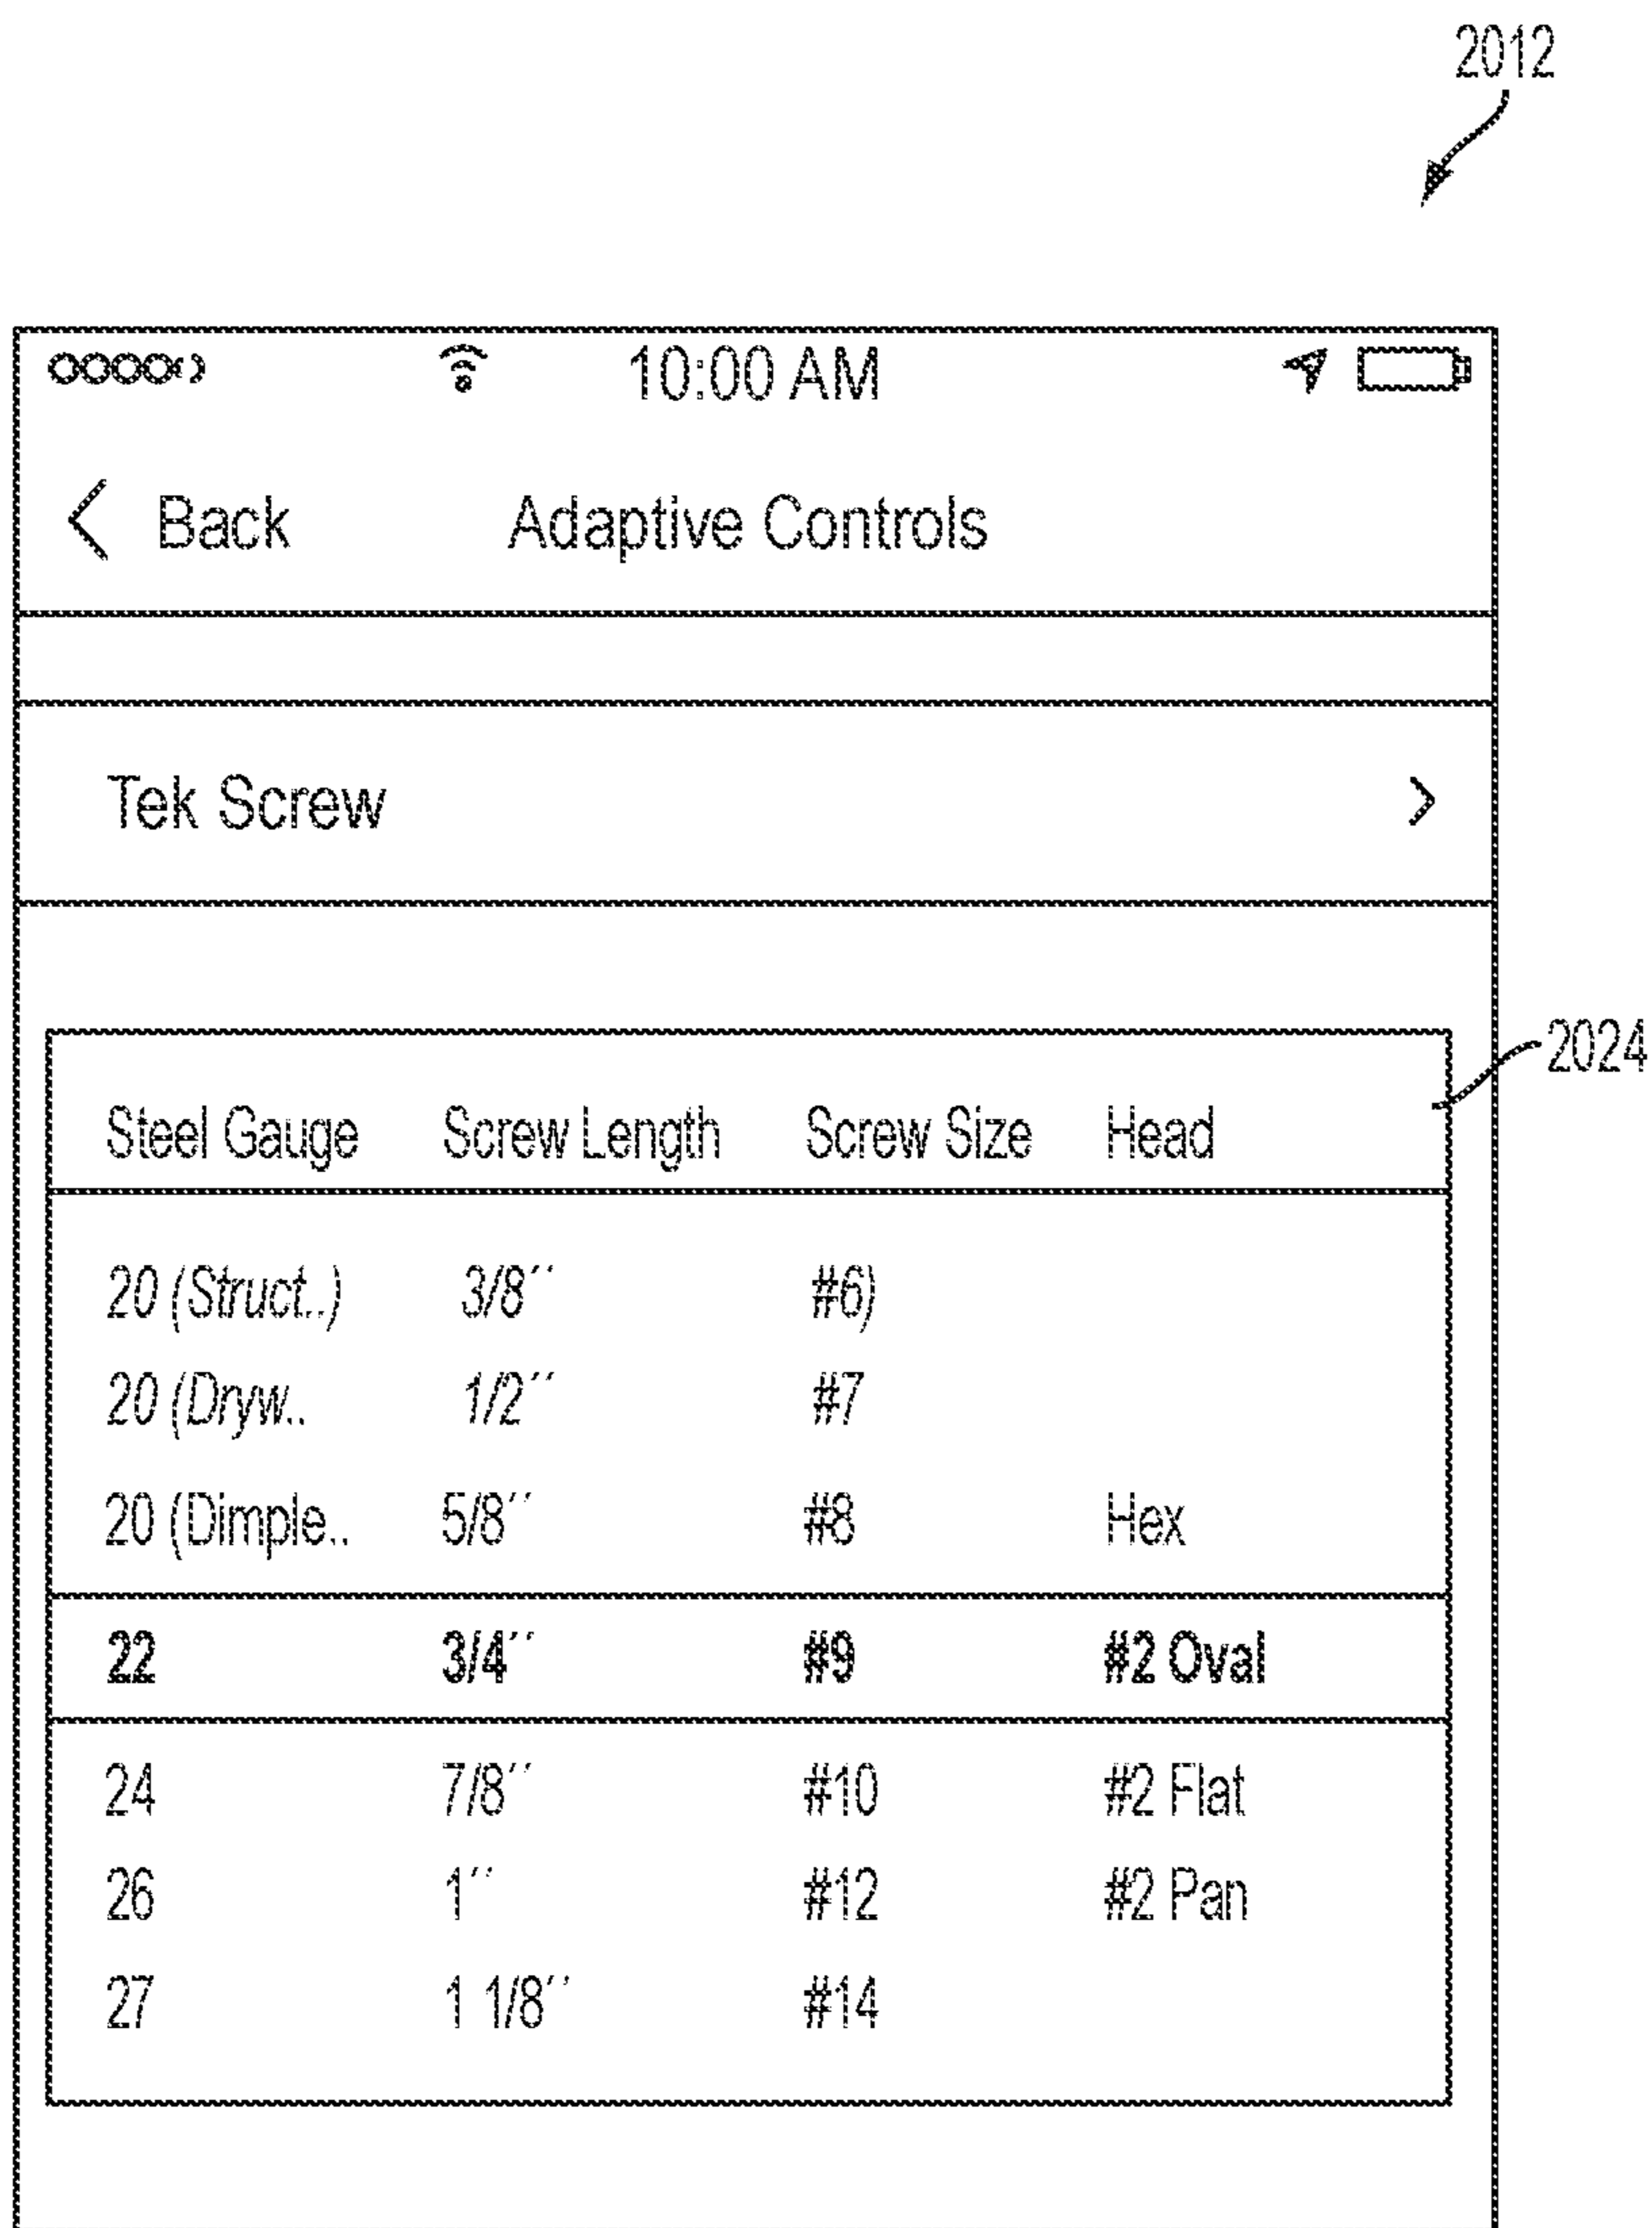 2012
10:00 AM
Back Adaptive Controls
Tek Screw
2024
Steel Gauge Screw Length Screw Size Head
20 (Struct..) 3/8´´ #6)
20 (Dryw.. 1/2´´ #7
20 (Dimple.. 5/8´´ #8 Hex
22 3/4´´ #9 #2 Oval
24 7/8´´ #10 #2 Flat
26 1´´ #12 #2 Pan
27 1 1/8´´ #14